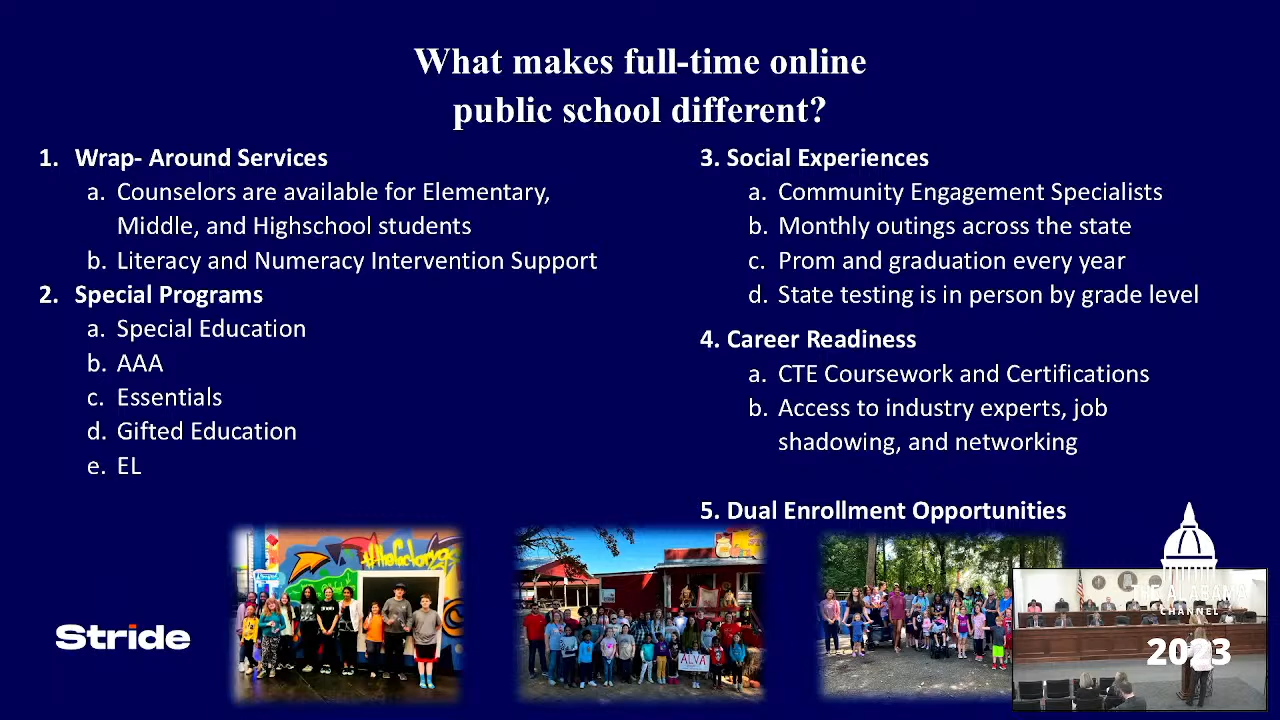 What makes full-time online
public school different?
1. Wrap- Around Services
a. Counselors are available for Elementary,
Middle, and Highschool students
b. Literacy and Numeracy Intervention Support
2. Special Programs
a. Special Education
b. AAA
c. Essentials
d. Gifted Education
e. EL
3. Social Experiences
a. Community Engagement Specialists
b. Monthly outings across the state
c. Prom and graduation every year
d. State testing is in person by grade level
4. Career Readiness
a. CTE Coursework and Certifications
b. Access to industry experts, job
shadowing, and networking
5. Dual Enrollment Opportunities
ALVA
Stride
ALABAMA
CHANNEL
2023